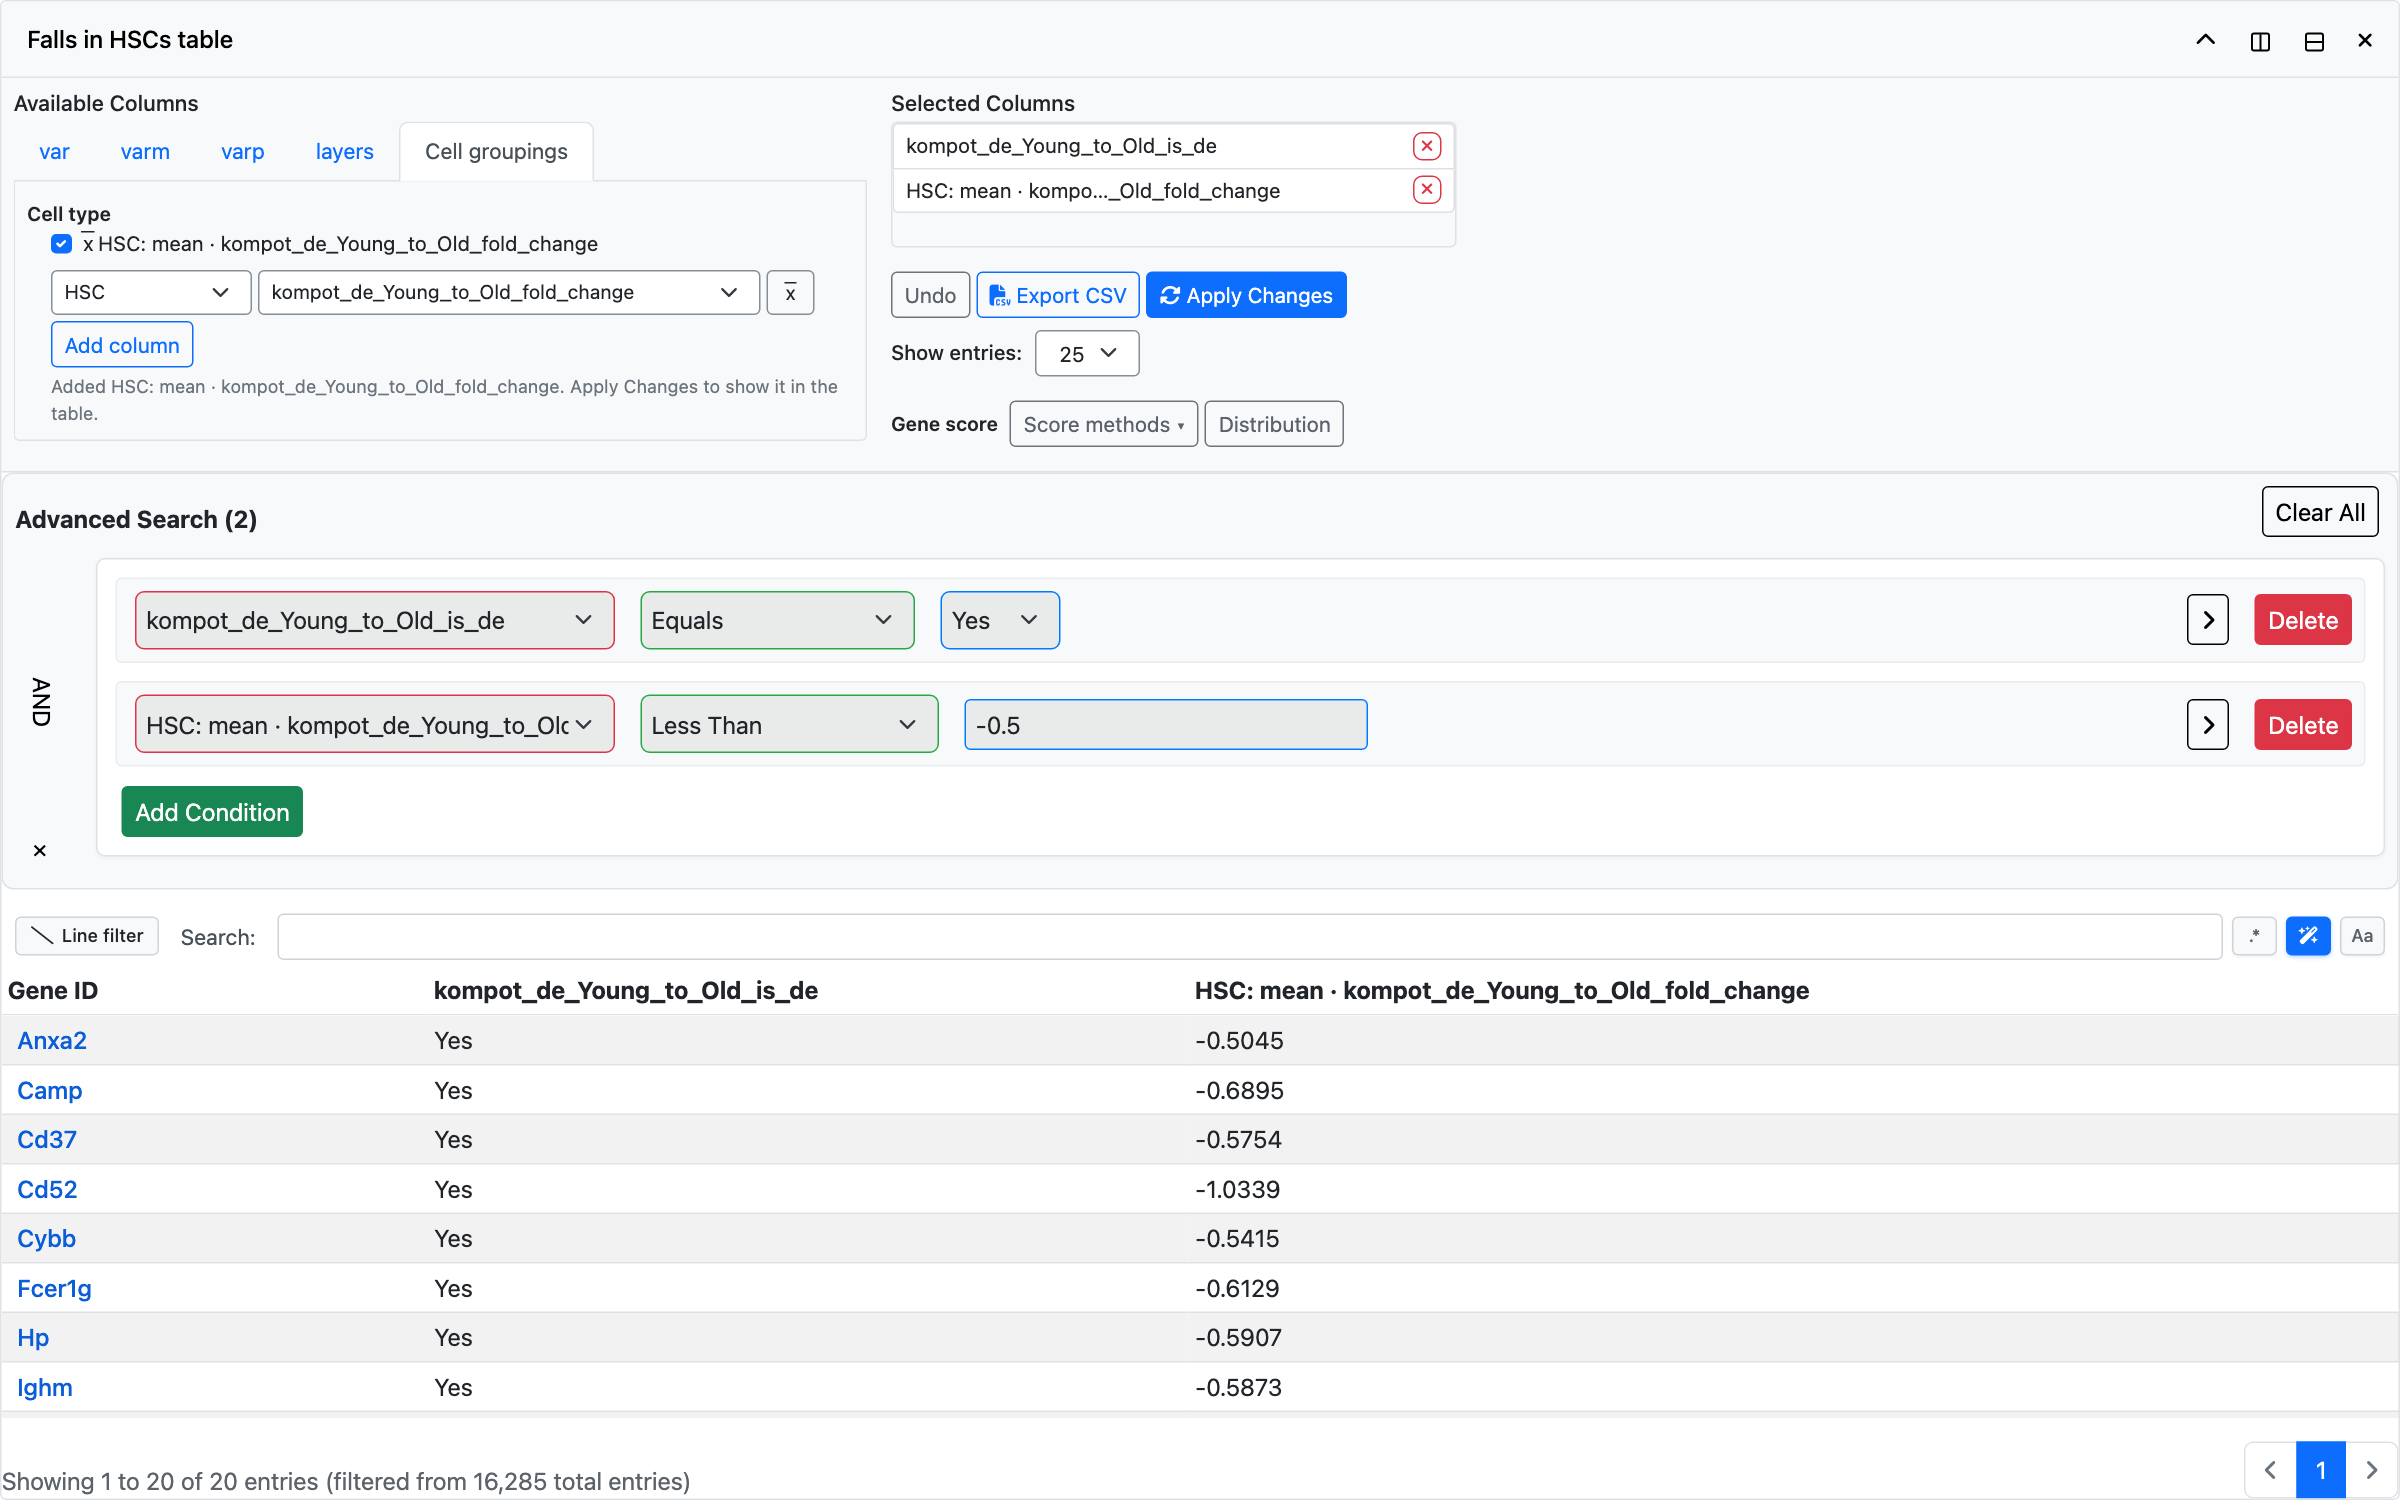 Falls in HSCs table
Available Columns
var varm varp layers Cell groupings
Cell type
x̄ HSC: mean · kompot_de_Young_to_Old_fold_change
HSC kompot_de_Young_to_Old_fold_change x̄
Add column
Added HSC: mean · kompot_de_Young_to_Old_fold_change. Apply Changes to show it in the
table.
Selected Columns
kompot_de_Young_to_Old_is_de
HSC: mean · kompo..._Old_fold_change
Undo Export CSV Apply Changes
Show entries: 25
Gene score Score methods ▾ Distribution
Advanced Search (2) Clear All
AND
kompot_de_Young_to_Old_is_de Equals Yes Delete
HSC: mean · kompot_de_Young_to_Old Less Than -0.5 Delete
Add Condition
Line filter Search: .* Aa
Gene ID kompot_de_Young_to_Old_is_de HSC: mean · kompot_de_Young_to_Old_fold_change
Anxa2 Yes -0.5045
Camp Yes -0.6895
Cd37 Yes -0.5754
Cd52 Yes -1.0339
Cybb Yes -0.5415
Fcer1g Yes -0.6129
Hp Yes -0.5907
Ighm Yes -0.5873
Showing 1 to 20 of 20 entries (filtered from 16,285 total entries) 1